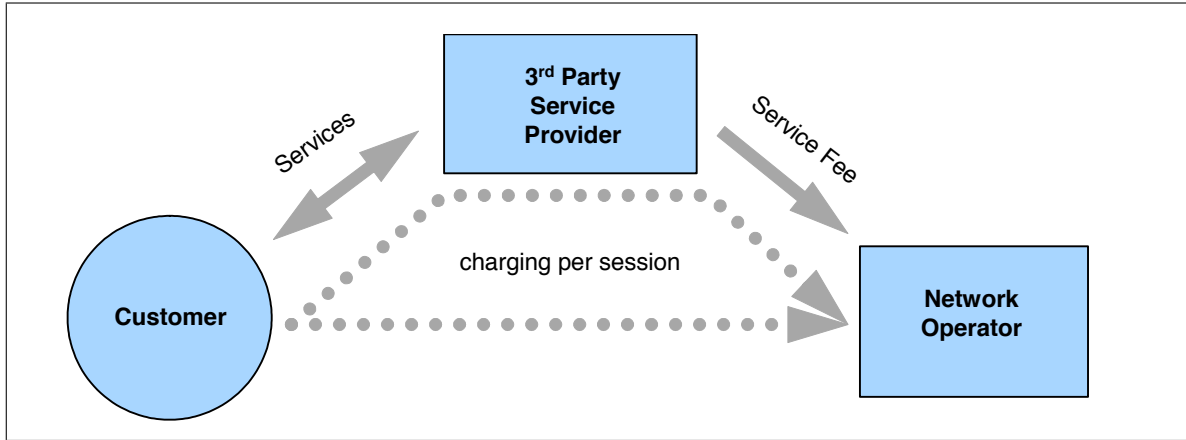 3rd Party
Service
Provider
Services
Service Fee
charging per session
Customer
Network
Operator